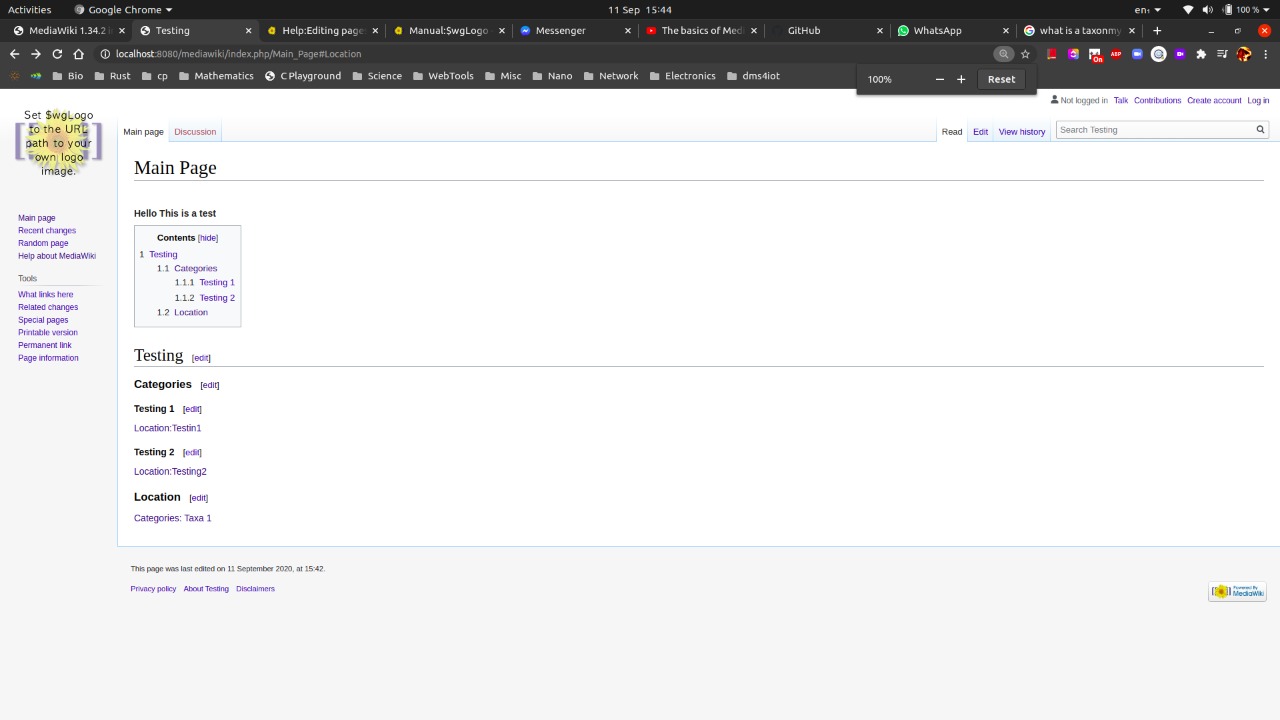 Activities Google Chrome 11 Sep 15:44 en₁ 100 %
MediaWiki 1.34.2 Testing Help:Editing page Manual:$wgLogo Messenger The basics of Med GitHub WhatsApp what is a taxonmy
localhost:8080/mediawiki/index.php/Main_Page#Location On ABP
Bio Rust cp Mathematics C Playground Science WebTools Misc Nano Network Electronics dms4iot
100% − + Reset
Not logged in Talk Contributions Create account Log in
Set $wgLogo
to the URL
path to your
own logo
image.
Main page Discussion Read Edit View history Search Testing
Main Page
Hello This is a test
Contents [hide]
1 Testing
1.1 Categories
1.1.1 Testing 1
1.1.2 Testing 2
1.2 Location
Main page
Recent changes
Random page
Help about MediaWiki
Tools
What links here
Related changes
Special pages
Printable version
Permanent link
Page information
Testing [edit]
Categories [edit]
Testing 1 [edit]
Location:Testin1
Testing 2 [edit]
Location:Testing2
Location [edit]
Categories: Taxa 1
This page was last edited on 11 September 2020, at 15:42.
Privacy policy About Testing Disclaimers
Powered By
MediaWiki